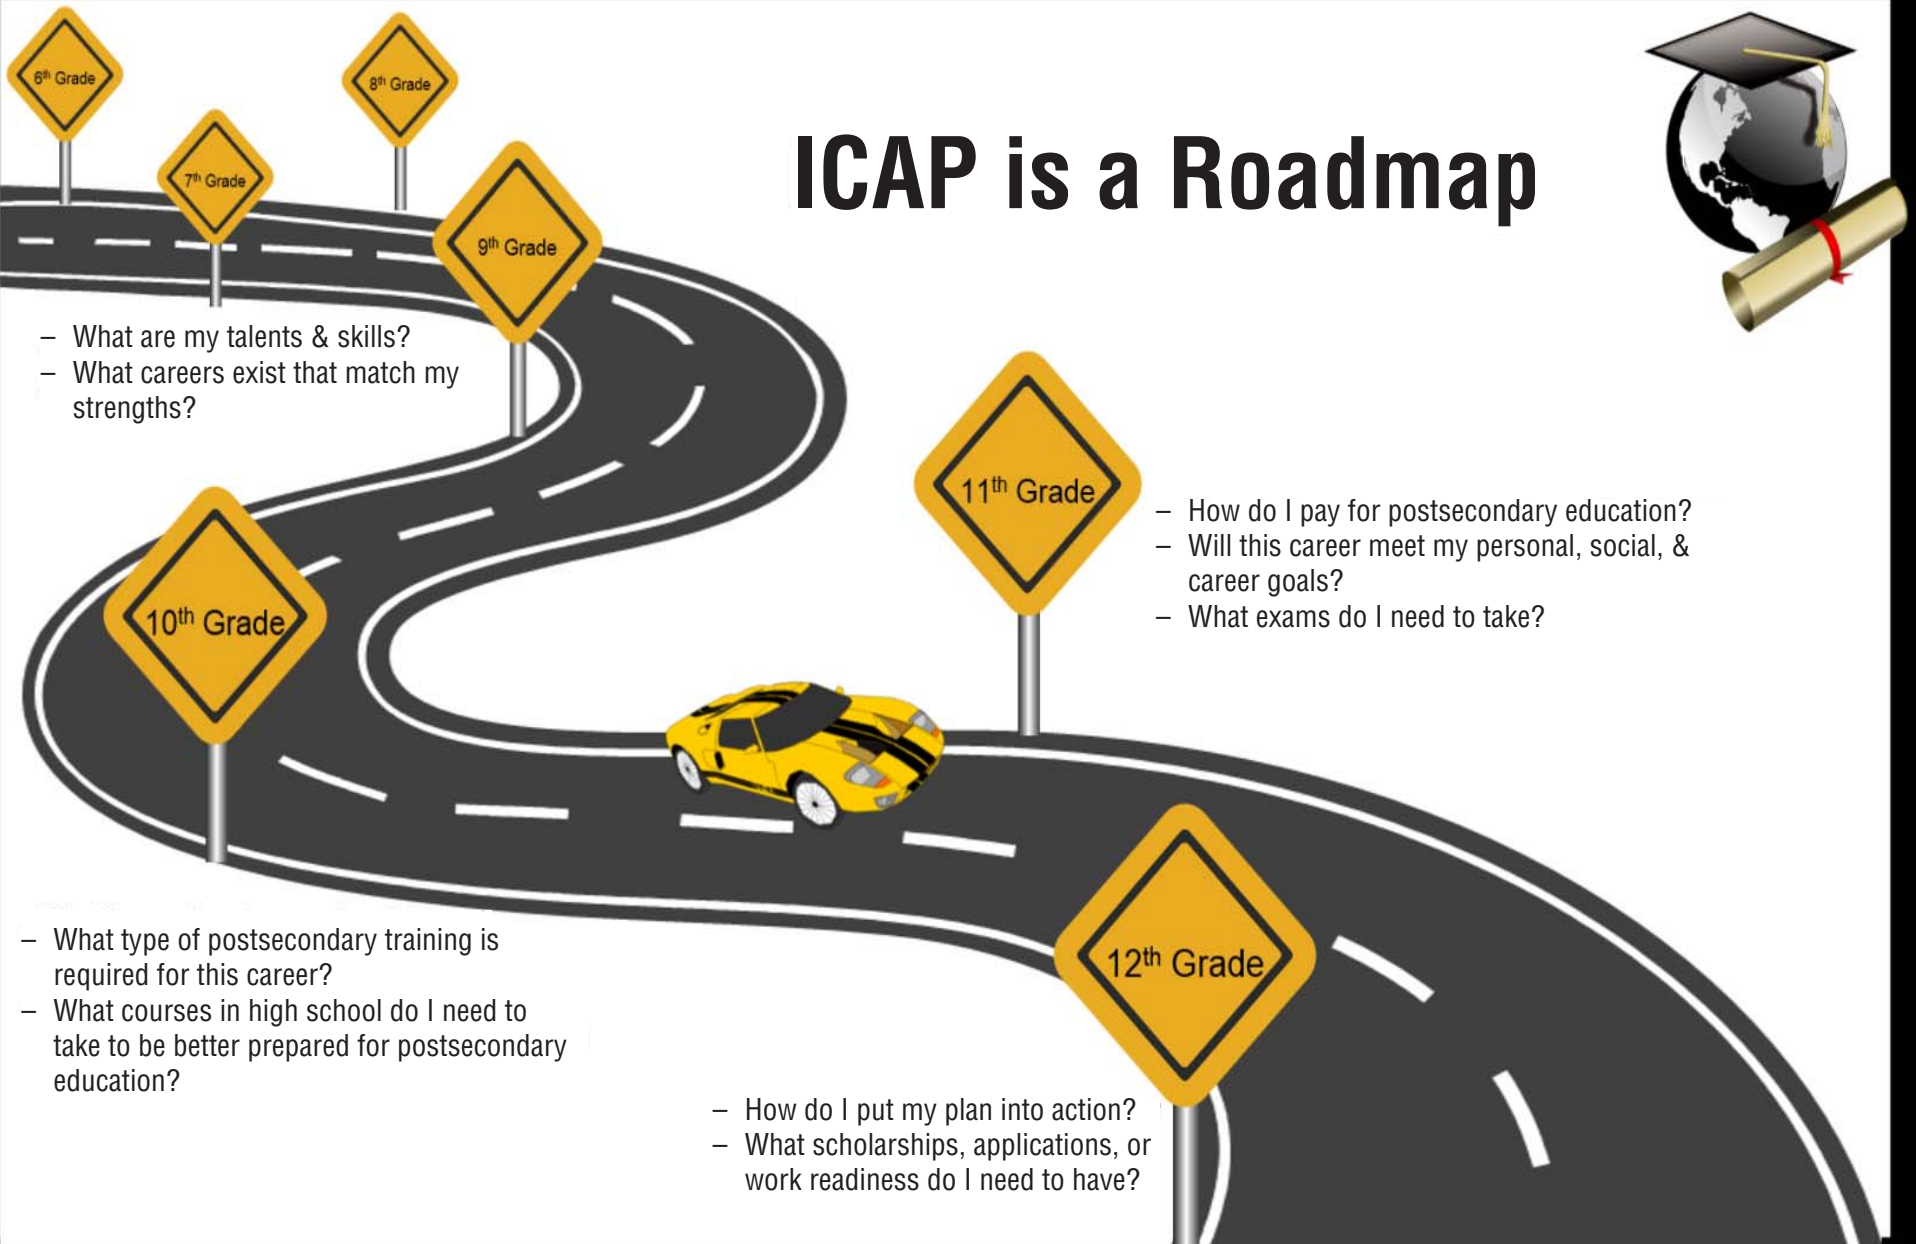 6th Grade
8th Grade
7th Grade
9th Grade
ICAP is a Roadmap
– What are my talents & skills?
– What careers exist that match my
strengths?
11th Grade
– How do I pay for postsecondary education?
– Will this career meet my personal, social, &
career goals?
– What exams do I need to take?
10th Grade
– What type of postsecondary training is
required for this career?
– What courses in high school do I need to
take to be better prepared for postsecondary
education?
12th Grade
– How do I put my plan into action?
– What scholarships, applications, or
work readiness do I need to have?